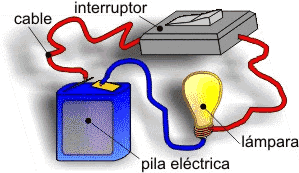 interruptor
cable
lámpara
pila eléctrica